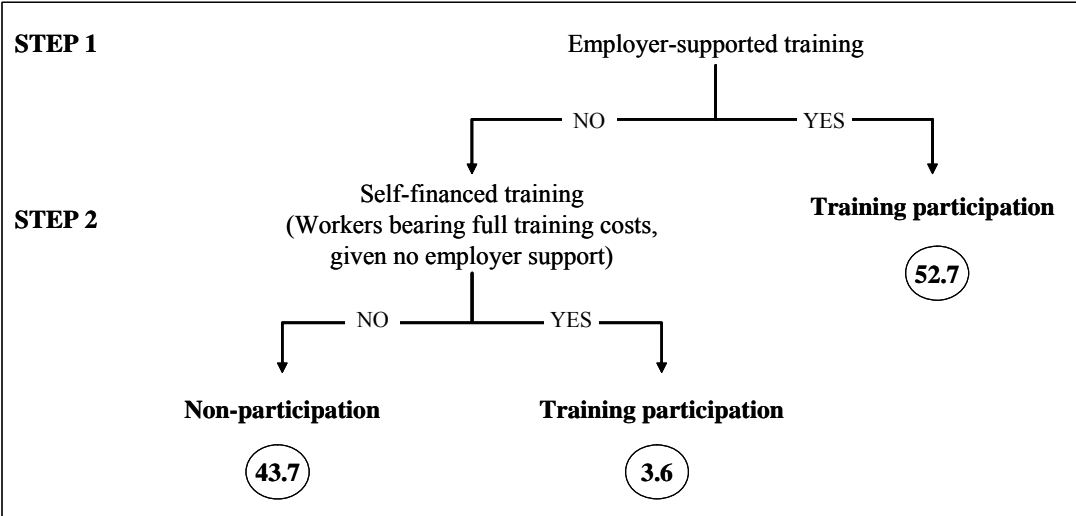 STEP 1
Employer-supported training
NO
YES
STEP 2
Self-financed training
(Workers bearing full training costs,
given no employer support)
Training participation
52.7
NO
YES
Non-participation
Training participation
43.7
3.6